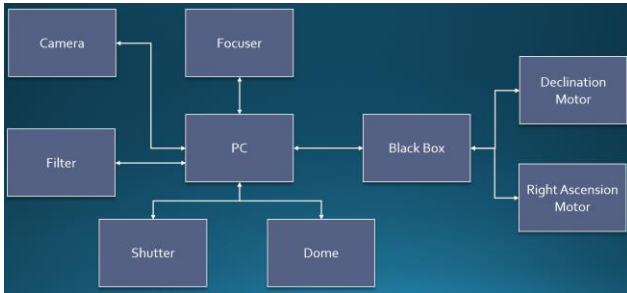 Camera
Focuser
Declination
Motor
Filter
PC
Black Box
Right Ascension
Motor
Shutter
Dome